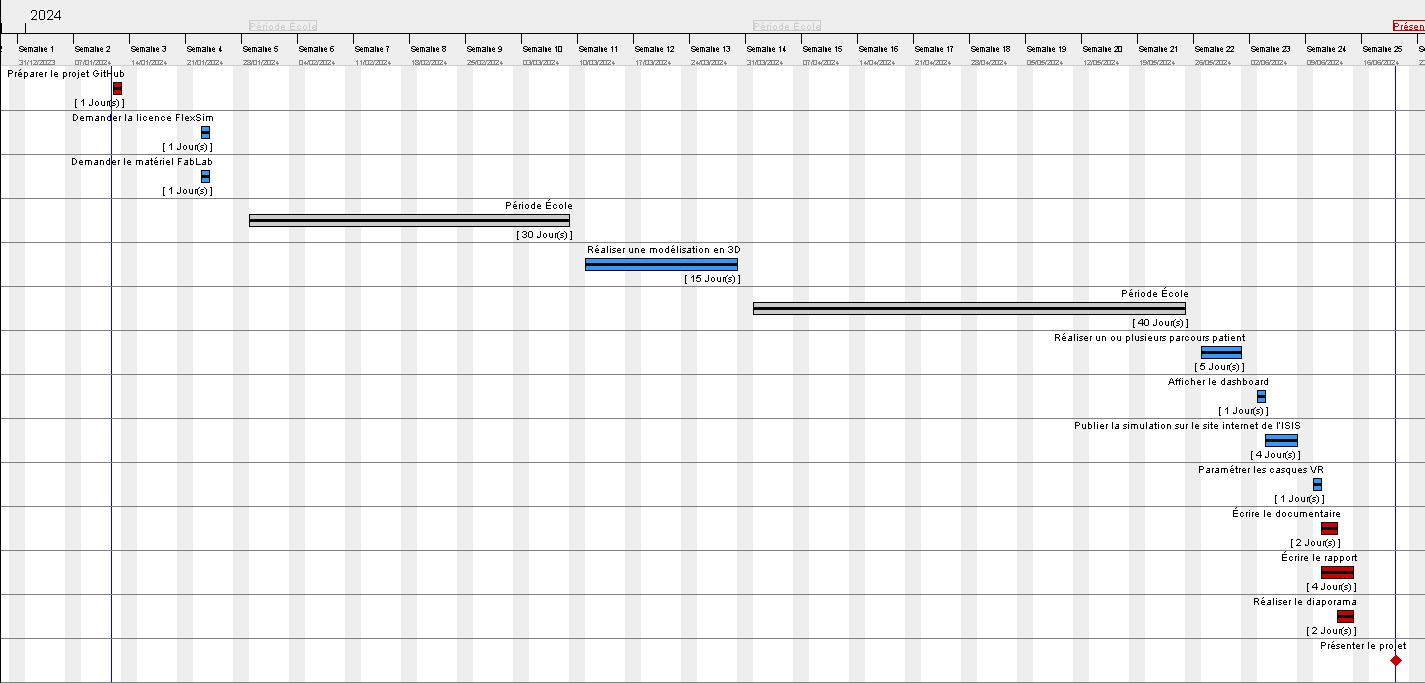 2024
Période École Période École Présen
2 Semaine 1 Semaine 2 Semaine 3 Semaine 4 Semaine 5 Semaine 6 Semaine 7 Semaine 8 Semaine 9 Semaine 10 Semaine 11 Semaine 12 Semaine 13 Semaine 14 Semaine 15 Semaine 16 Semaine 17 Semaine 18 Semaine 19 Semaine 20 Semaine 21 Semaine 22 Semaine 23 Semaine 24 Semaine 25
31/12/2023 07/01/2024 14/01/2024 21/01/2024 28/01/2024 04/02/2024 11/02/2024 18/02/2024 25/02/2024 03/03/2024 10/03/2024 17/03/2024 24/03/2024 31/03/2024 07/04/2024 14/04/2024 21/04/2024 28/04/2024 05/05/2024 12/05/2024 19/05/2024 26/05/2024 02/06/2024 09/06/2024 16/06/2024
Préparer le projet GitHub
[ 1 Jour(s) ]
Demander la licence FlexSim
[ 1 Jour(s) ]
Demander le matériel FabLab
[ 1 Jour(s) ]
Période École
[ 30 Jour(s) ]
Réaliser une modélisation en 3D
[ 15 Jour(s) ]
Période École
[ 40 Jour(s) ]
Réaliser un ou plusieurs parcours patient
[ 5 Jour(s) ]
Afficher le dashboard
[ 1 Jour(s) ]
Publier la simulation sur le site internet de l'ISIS
[ 4 Jour(s) ]
Paramétrer les casques VR
[ 1 Jour(s) ]
Écrire le documentaire
[ 2 Jour(s) ]
Écrire le rapport
[ 4 Jour(s) ]
Réaliser le diaporama
[ 2 Jour(s) ]
Présenter le projet